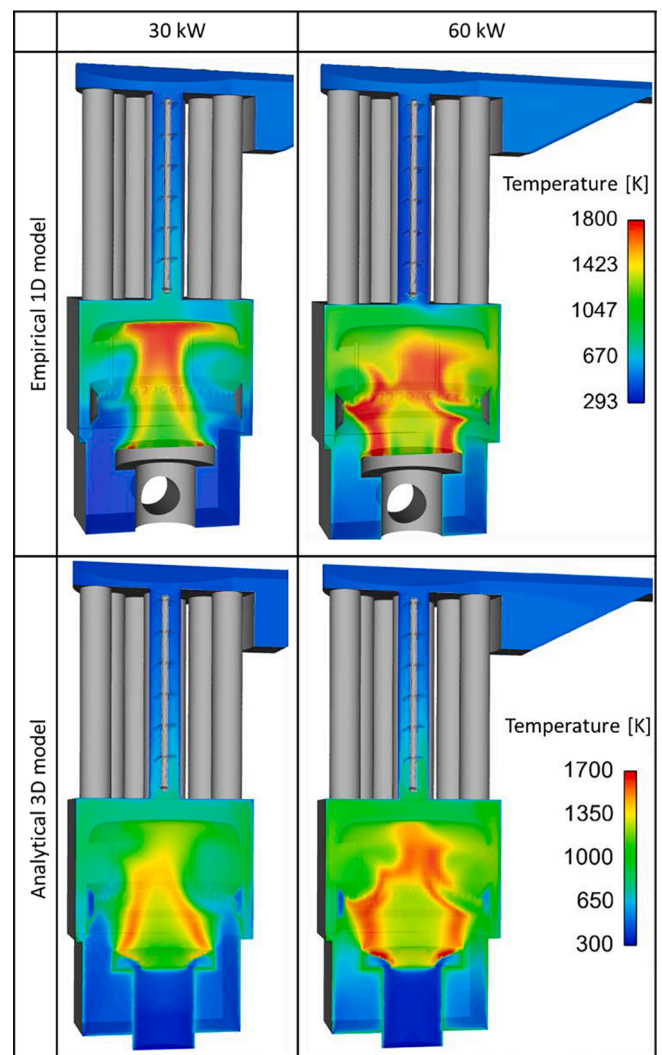 30 kW
60 kW
Empirical 1D model
Temperature [K]
1800
1423
1047
670
293
Analytical 3D model
Temperature [K]
1700
1350
1000
650
300